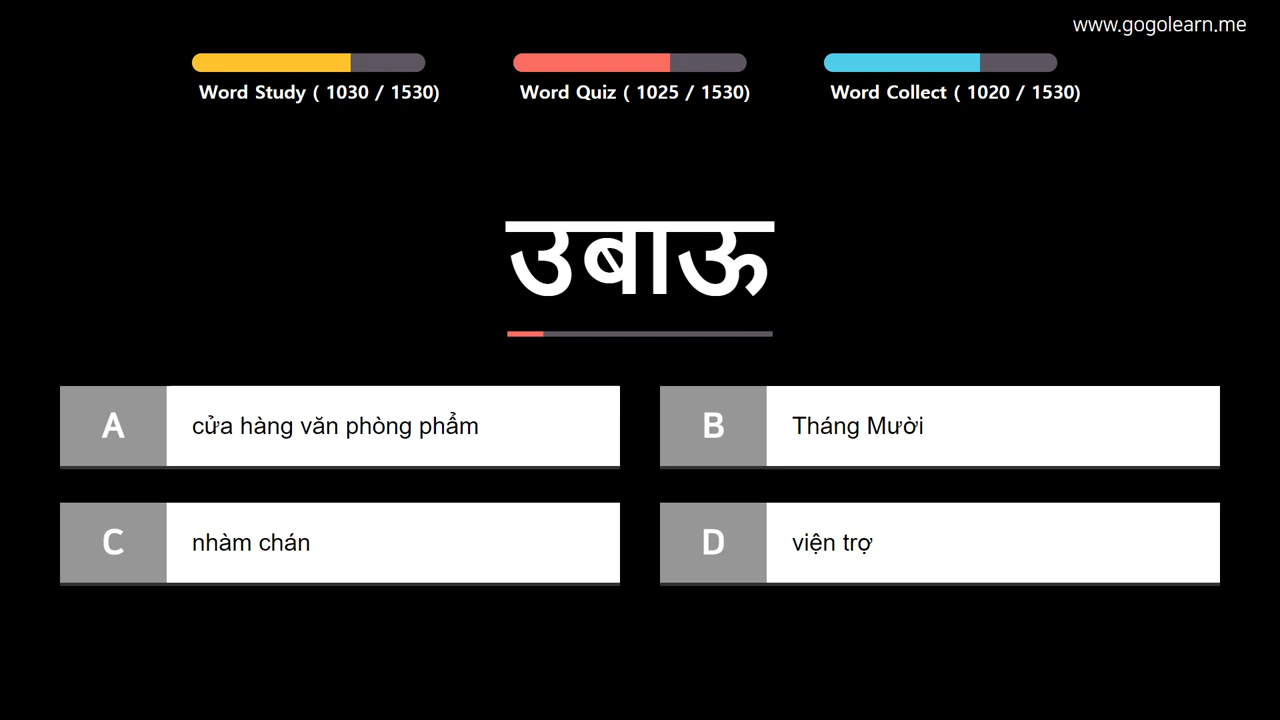 www.gogolearn.me
Word Study ( 1030 / 1530)
Word Quiz ( 1025 / 1530)
Word Collect ( 1020 / 1530)
उबाऊ
A cửa hàng văn phòng phẩm
B Tháng Mười
C nhàm chán
D viện trợ